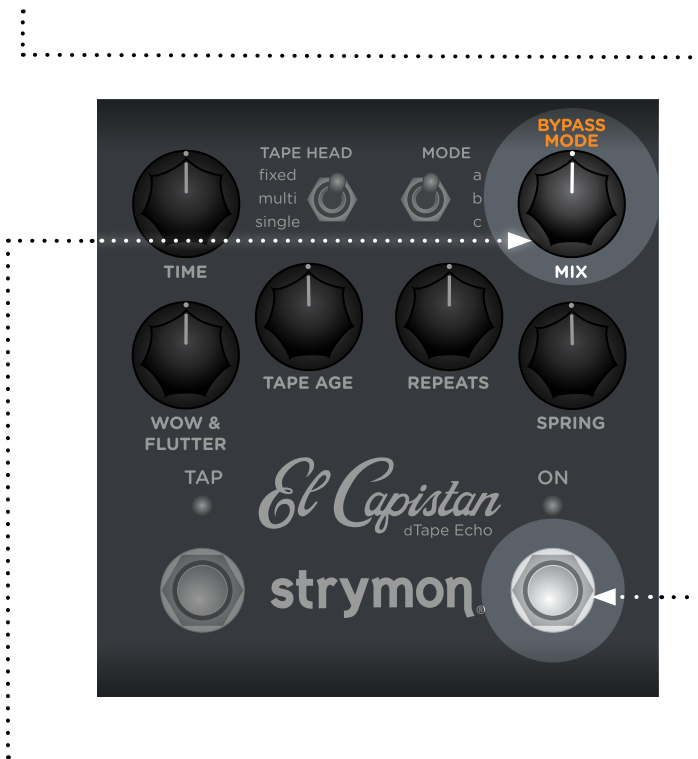 BYPASS
MODE
TAPE HEAD
MODE
fixed
a
multi
b
single
c
TIME
MIX
TAPE AGE
REPEATS
WOW &
FLUTTER
SPRING
TAP
ON
El Capistan
dTape Echo
strymon®